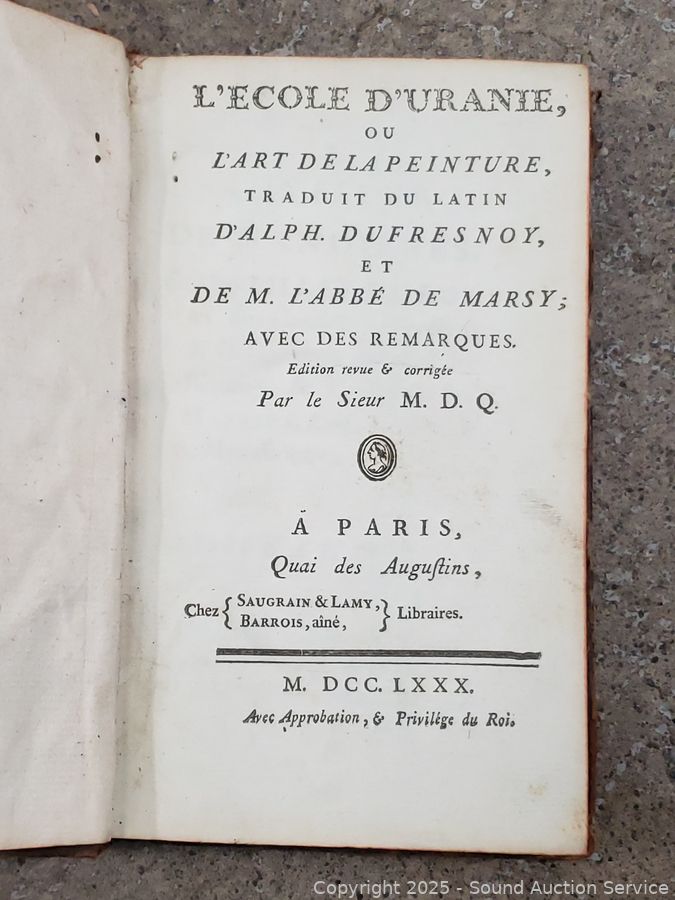 L'ECOLE D'URANIE,
OU
L'ART DE LA PEINTURE,
TRADUIT DU LATIN
D'ALPH. DUFRESNOY,
ET
DE M. L'ABBÉ DE MARSY;
AVEC DES REMARQUES.
Edition revue & corrigée
Par le Sieur M. D. Q.
À PARIS,
Quai des Auguſtins,
Chez { SAUGRAIN & LAMY, } Libraires.
BARROIS, aîné,
M. DCC. LXXX.
Avec Approbation, & Privilége du Roi.
Copyright 2025 - Sound Auction Service